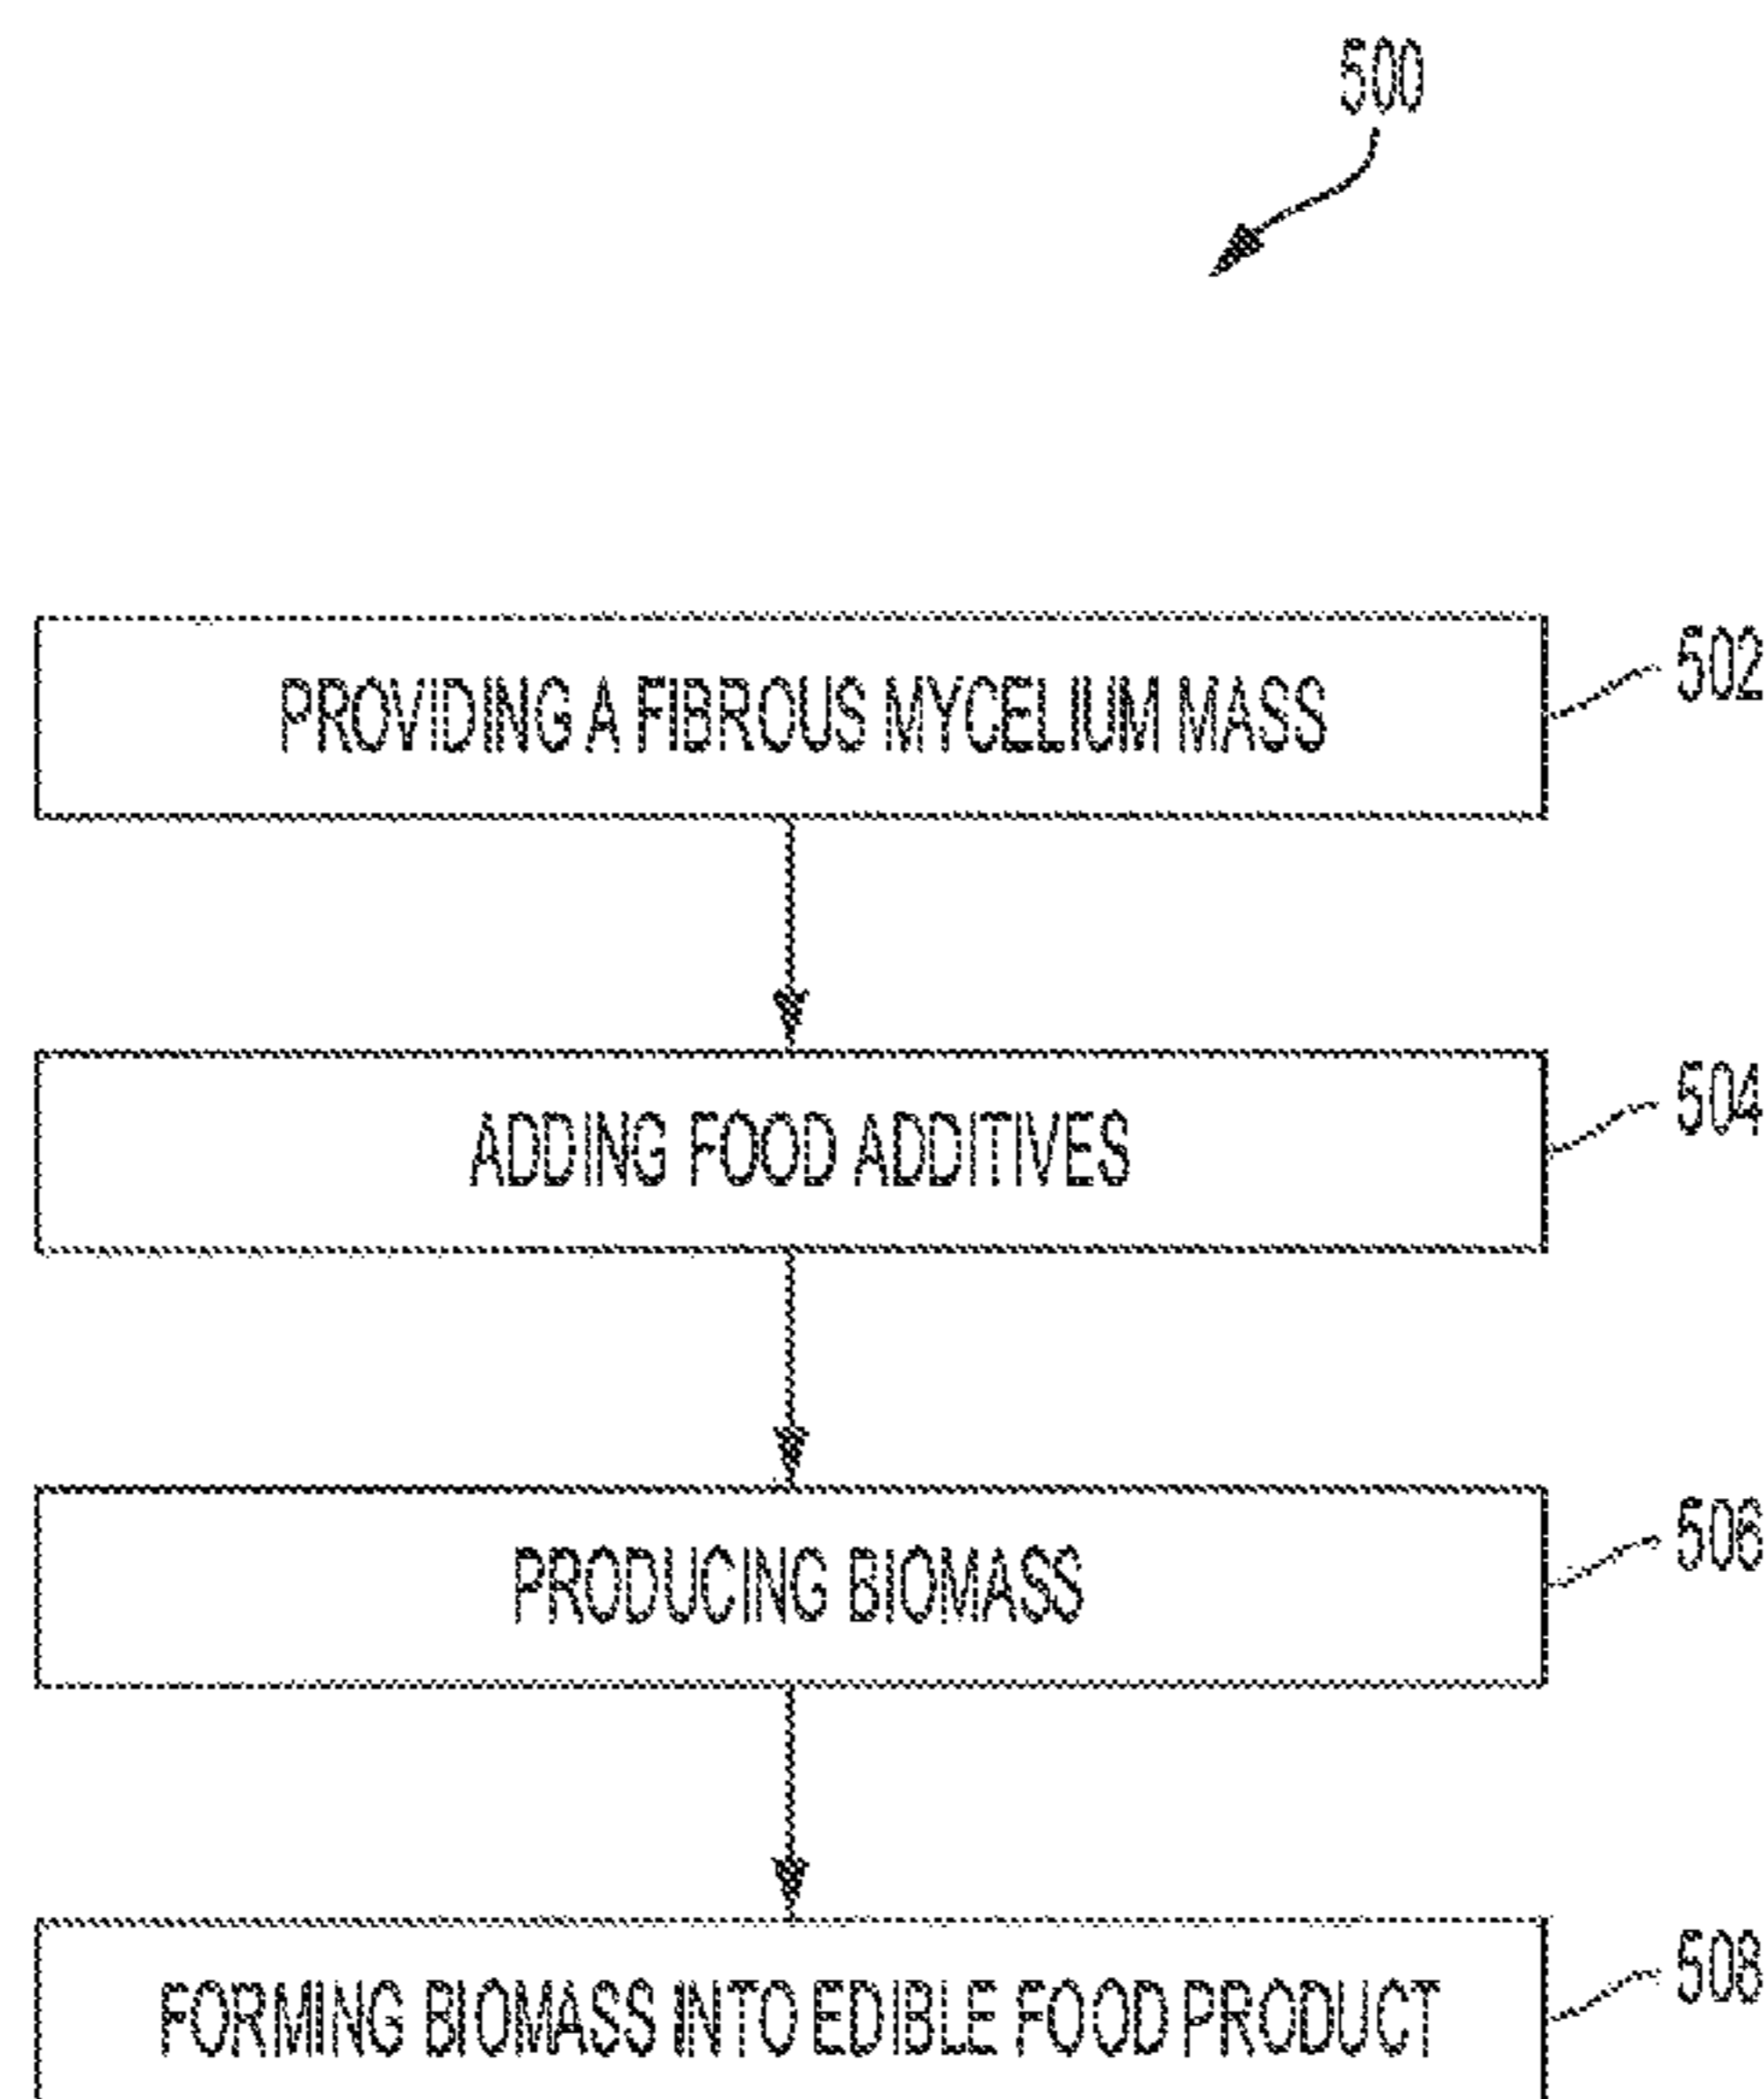 500
PROVIDING A FIBROUS MYCELIUM MASS
502
ADDING FOOD ADDITIVES
504
PRODUCING BIOMASS
506
FORMING BIOMASS INTO EDIBLE FOOD PRODUCT
508